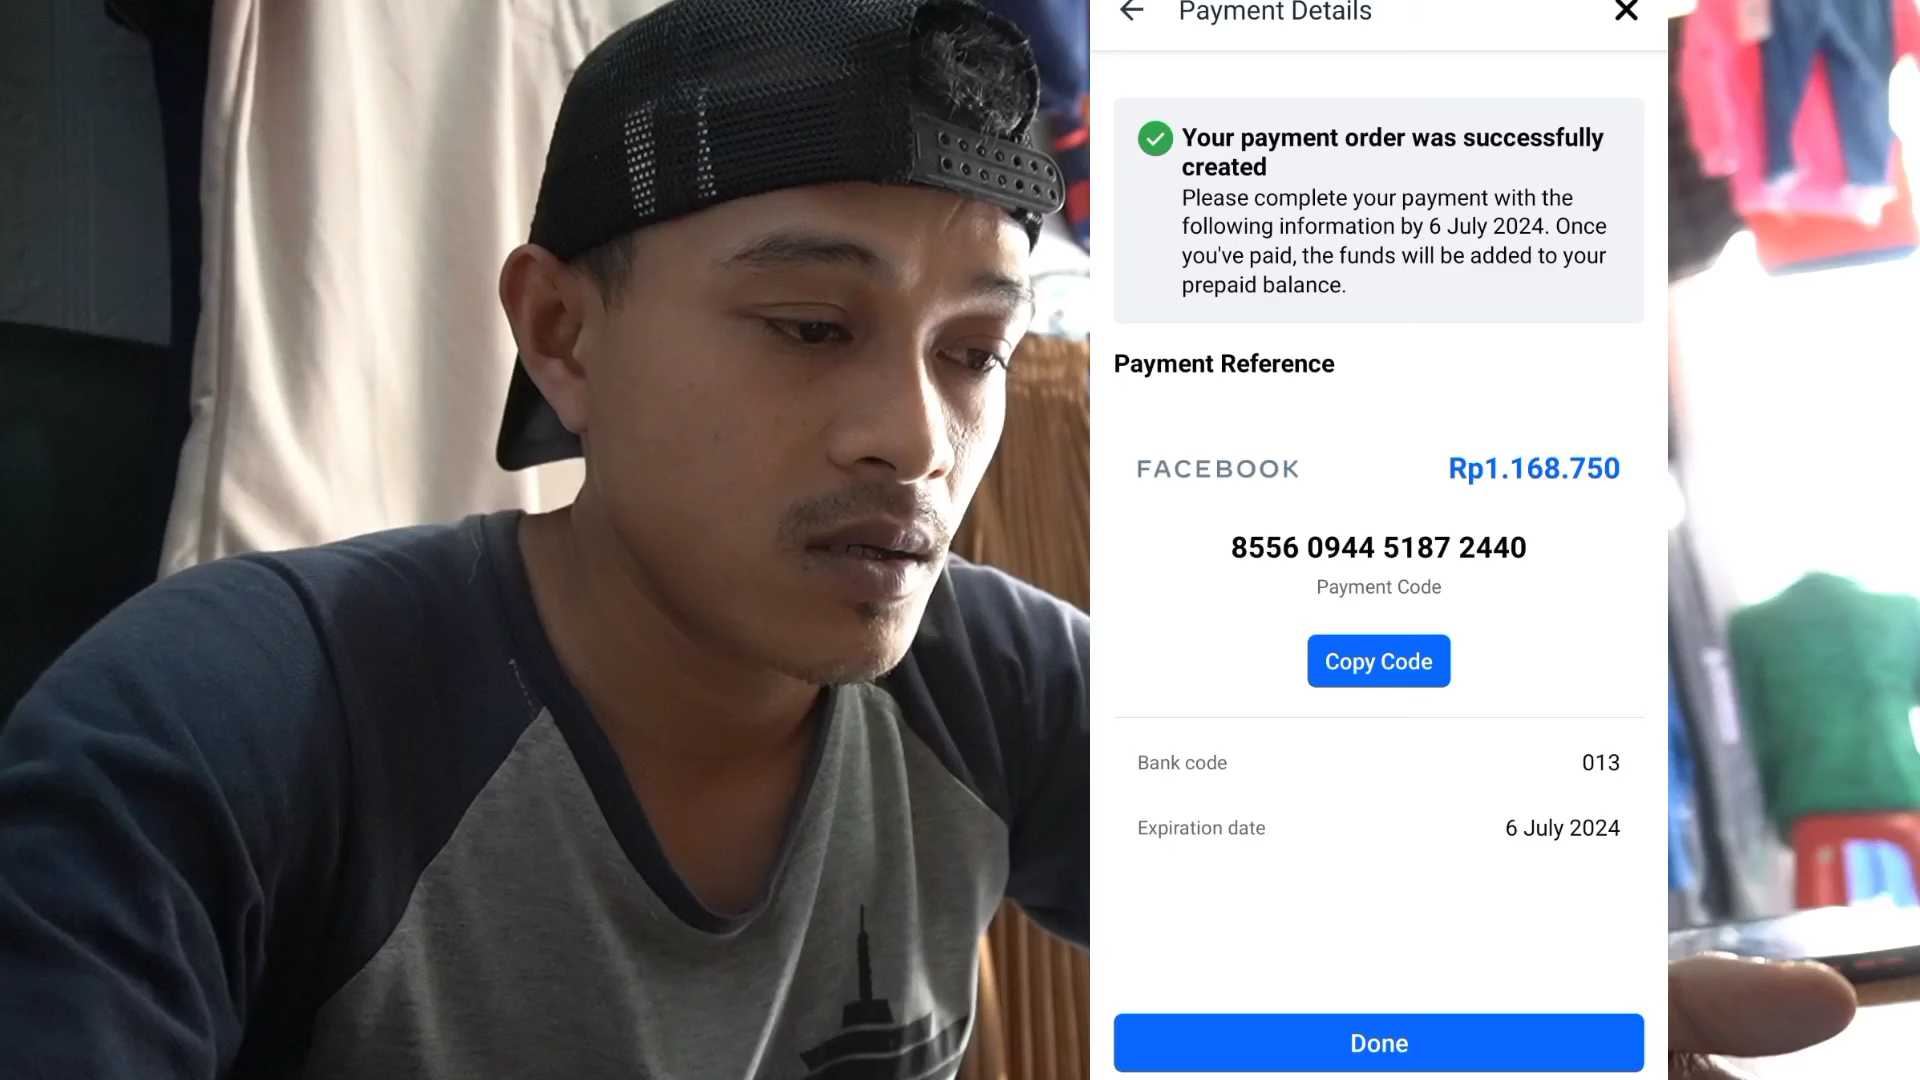 Payment Details
Your payment order was successfully
created
Please complete your payment with the
following information by 6 July 2024. Once
you've paid, the funds will be added to your
prepaid balance.
Payment Reference
FACEBOOK Rp1.168.750
8556 0944 5187 2440
Payment Code
Copy Code
Bank code 013
Expiration date 6 July 2024
Done